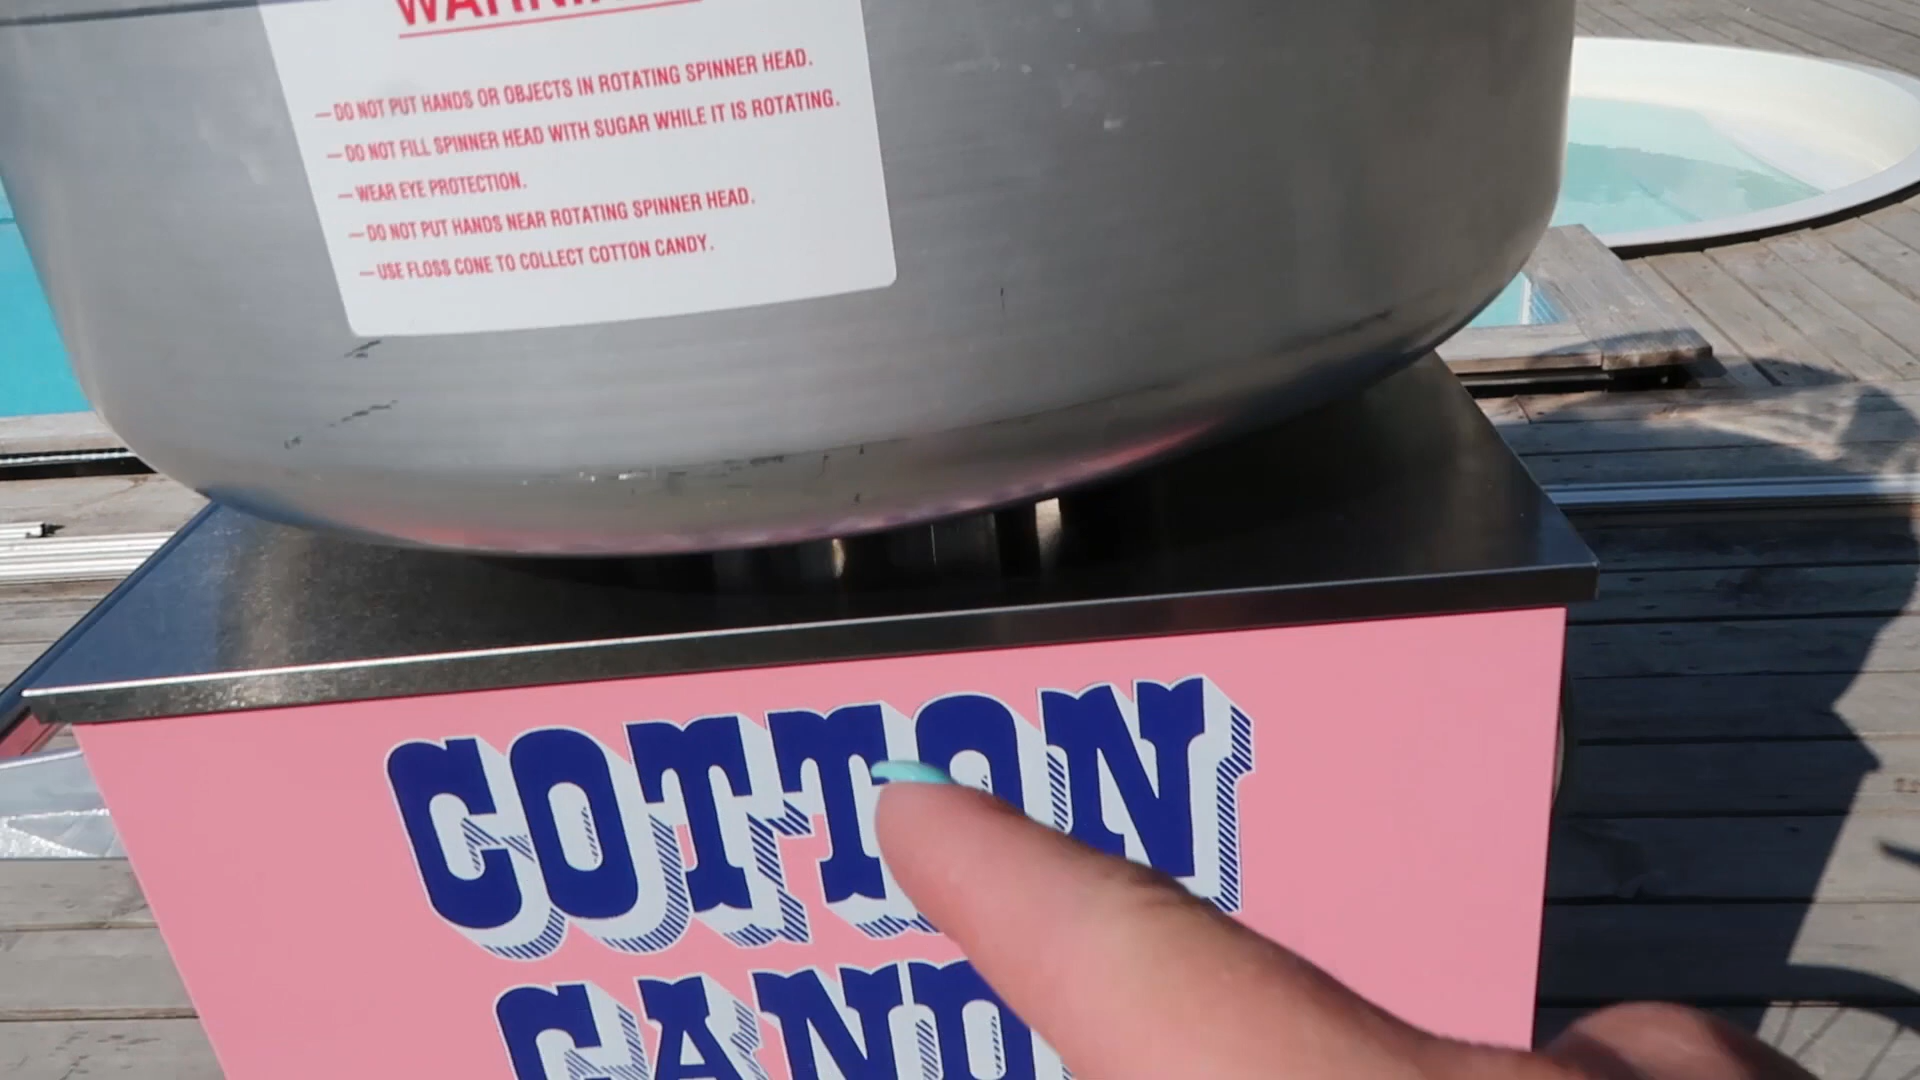 WARNING
—DO NOT PUT HANDS OR OBJECTS IN ROTATING SPINNER HEAD.
—DO NOT FILL SPINNER HEAD WITH SUGAR WHILE IT IS ROTATING.
—WEAR EYE PROTECTION.
—DO NOT PUT HANDS NEAR ROTATING SPINNER HEAD.
—USE FLOSS CONE TO COLLECT COTTON CANDY.
COTTON
CAND